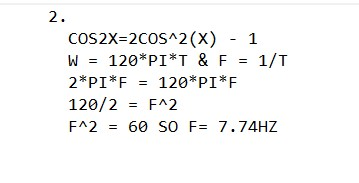 2.
COS2X=2COS^2(X) - 1
W = 120*PI*T & F = 1/T
2*PI*F = 120*PI*F
120/2 = F^2
F^2 = 60 SO F= 7.74HZ